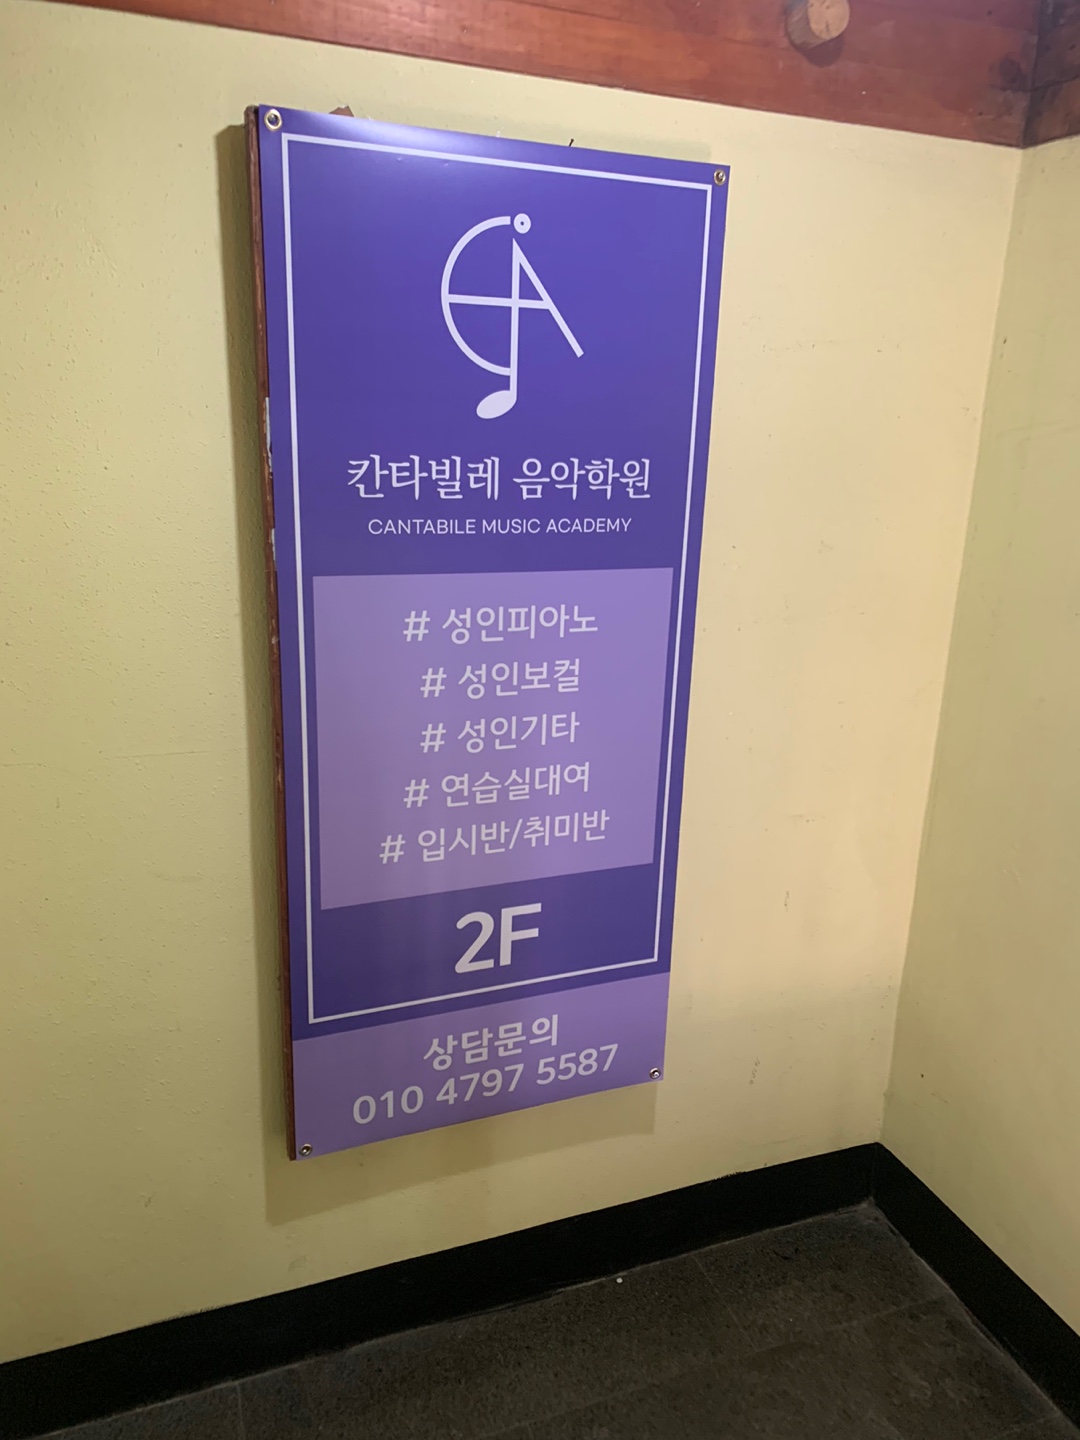 칸타빌레 음악학원
CANTABILE MUSIC ACADEMY
# 성인피아노
# 성인보컬
# 성인기타
# 연습실대여
# 입시반/취미반
2F
상담문의
010 4797 5587